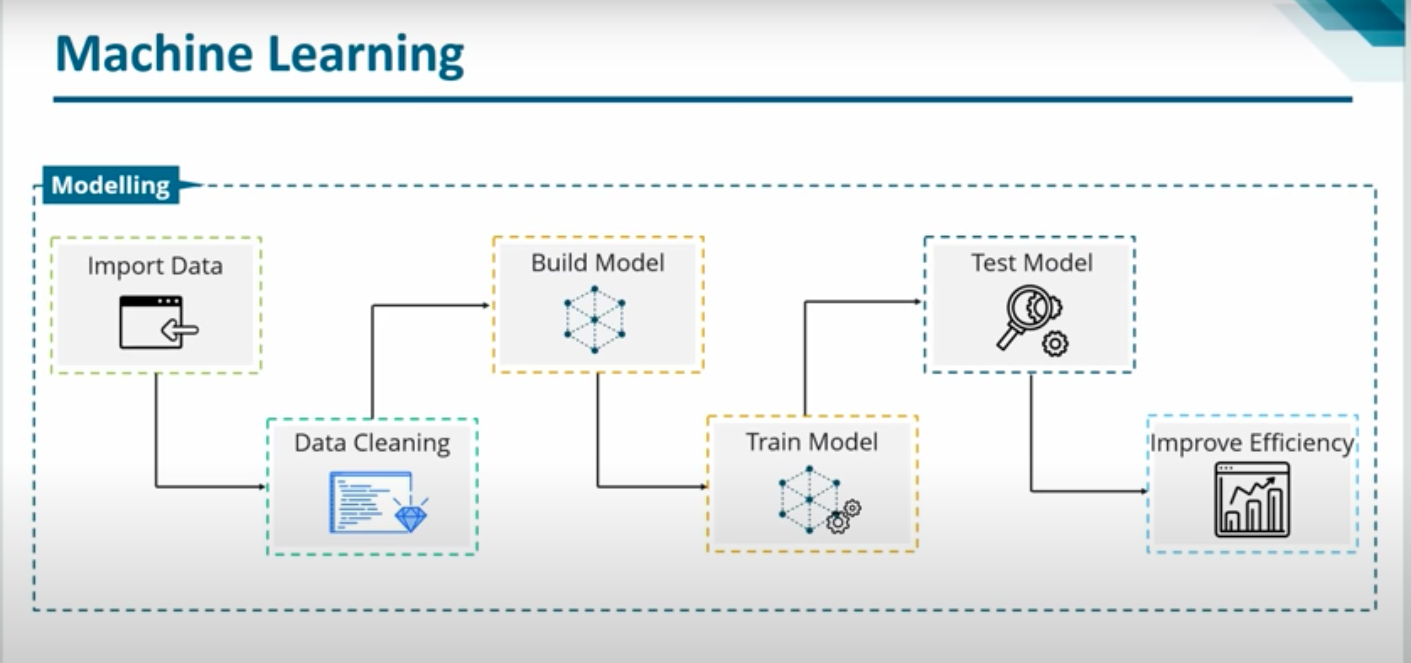 Machine Learning
Modelling
Import Data
Data Cleaning
Build Model
Train Model
Test Model
Improve Efficiency